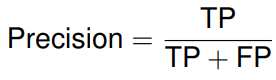 Precision = TP / TP + FP